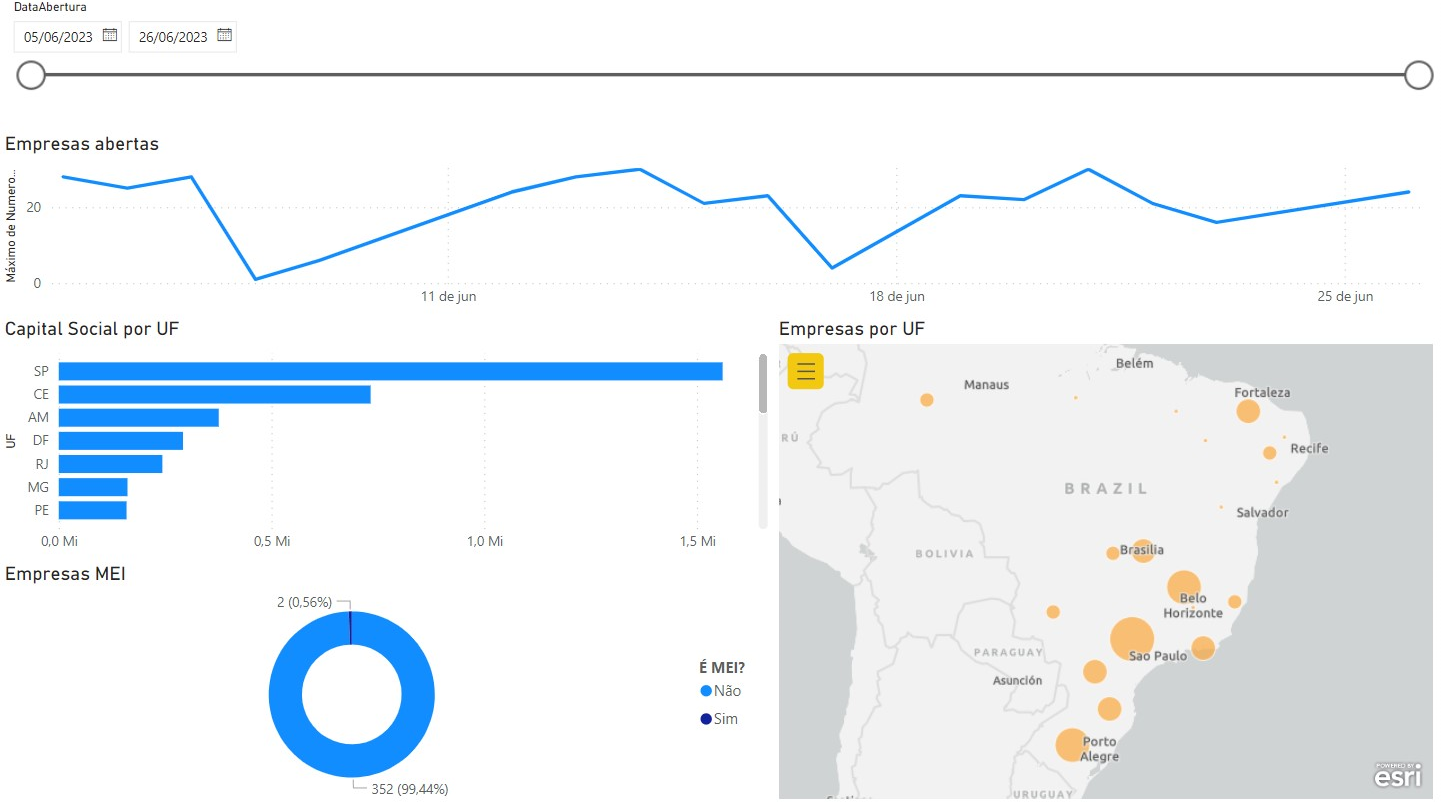 DataAbertura
05/06/2023
26/06/2023
Empresas abertas
Máximo de Numero...
20
0
11 de jun
18 de jun
25 de jun
Capital Social por UF
UF
SP
CE
AM
DF
RJ
MG
PE
0,0 Mi
0,5 Mi
1,0 Mi
1,5 Mi
Empresas MEI
2 (0,56%)
352 (99,44%)
É MEI?
Não
Sim
Empresas por UF
Belém
Manaus
Fortaleza
RÚ
Recife
BRAZIL
Salvador
Brasilia
BOLIVIA
Belo
Horizonte
PARAGUAY
Sao Paulo
Asunción
Porto
Alegre
URUGUAY
POWERED BY
esri